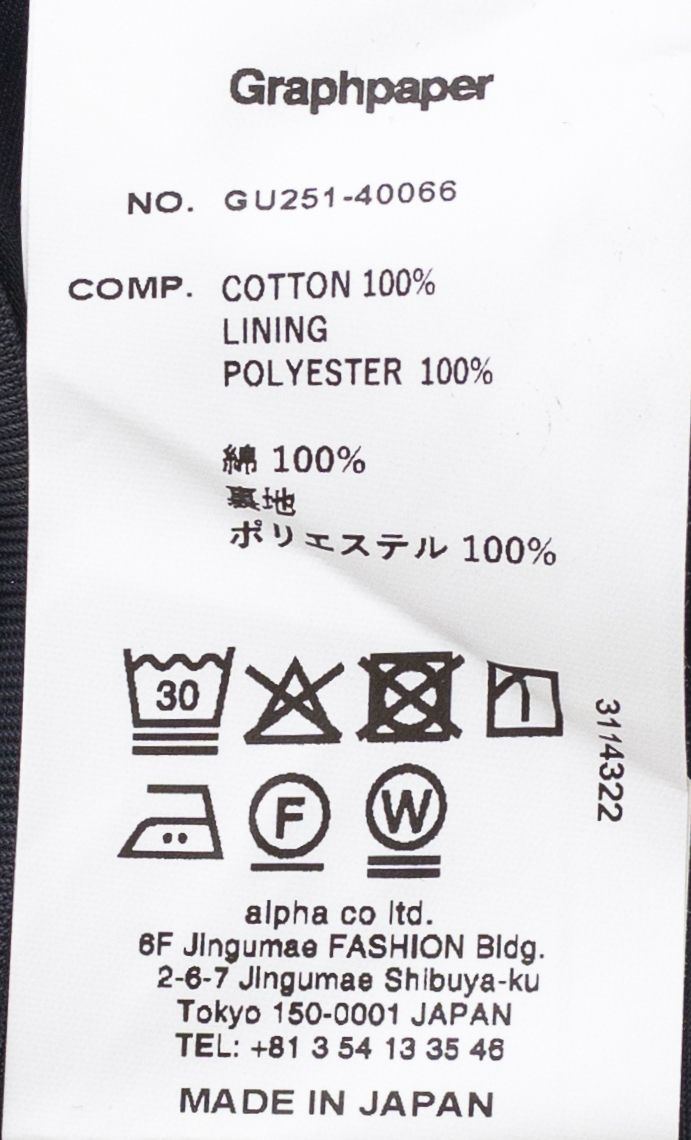 Graphpaper
NO. GU251-40066
COMP. COTTON 100%
LINING
POLYESTER 100%
綿 100%
裏地
ポリエステル 100%
30
F W
3114322
alpha co ltd.
6F Jingumae FASHION Bldg.
2-6-7 Jingumae Shibuya-ku
Tokyo 150-0001 JAPAN
TEL: +81 3 54 13 35 46
MADE IN JAPAN